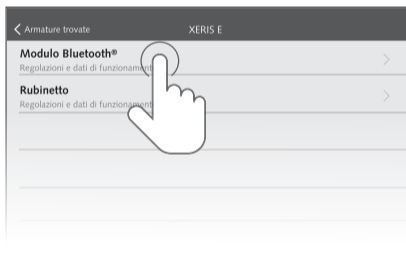 Armature trovate
XERIS E
Modulo Bluetooth®
Regolazioni e dati di funzionament
Rubinetto
Regolazioni e dati di funzionament